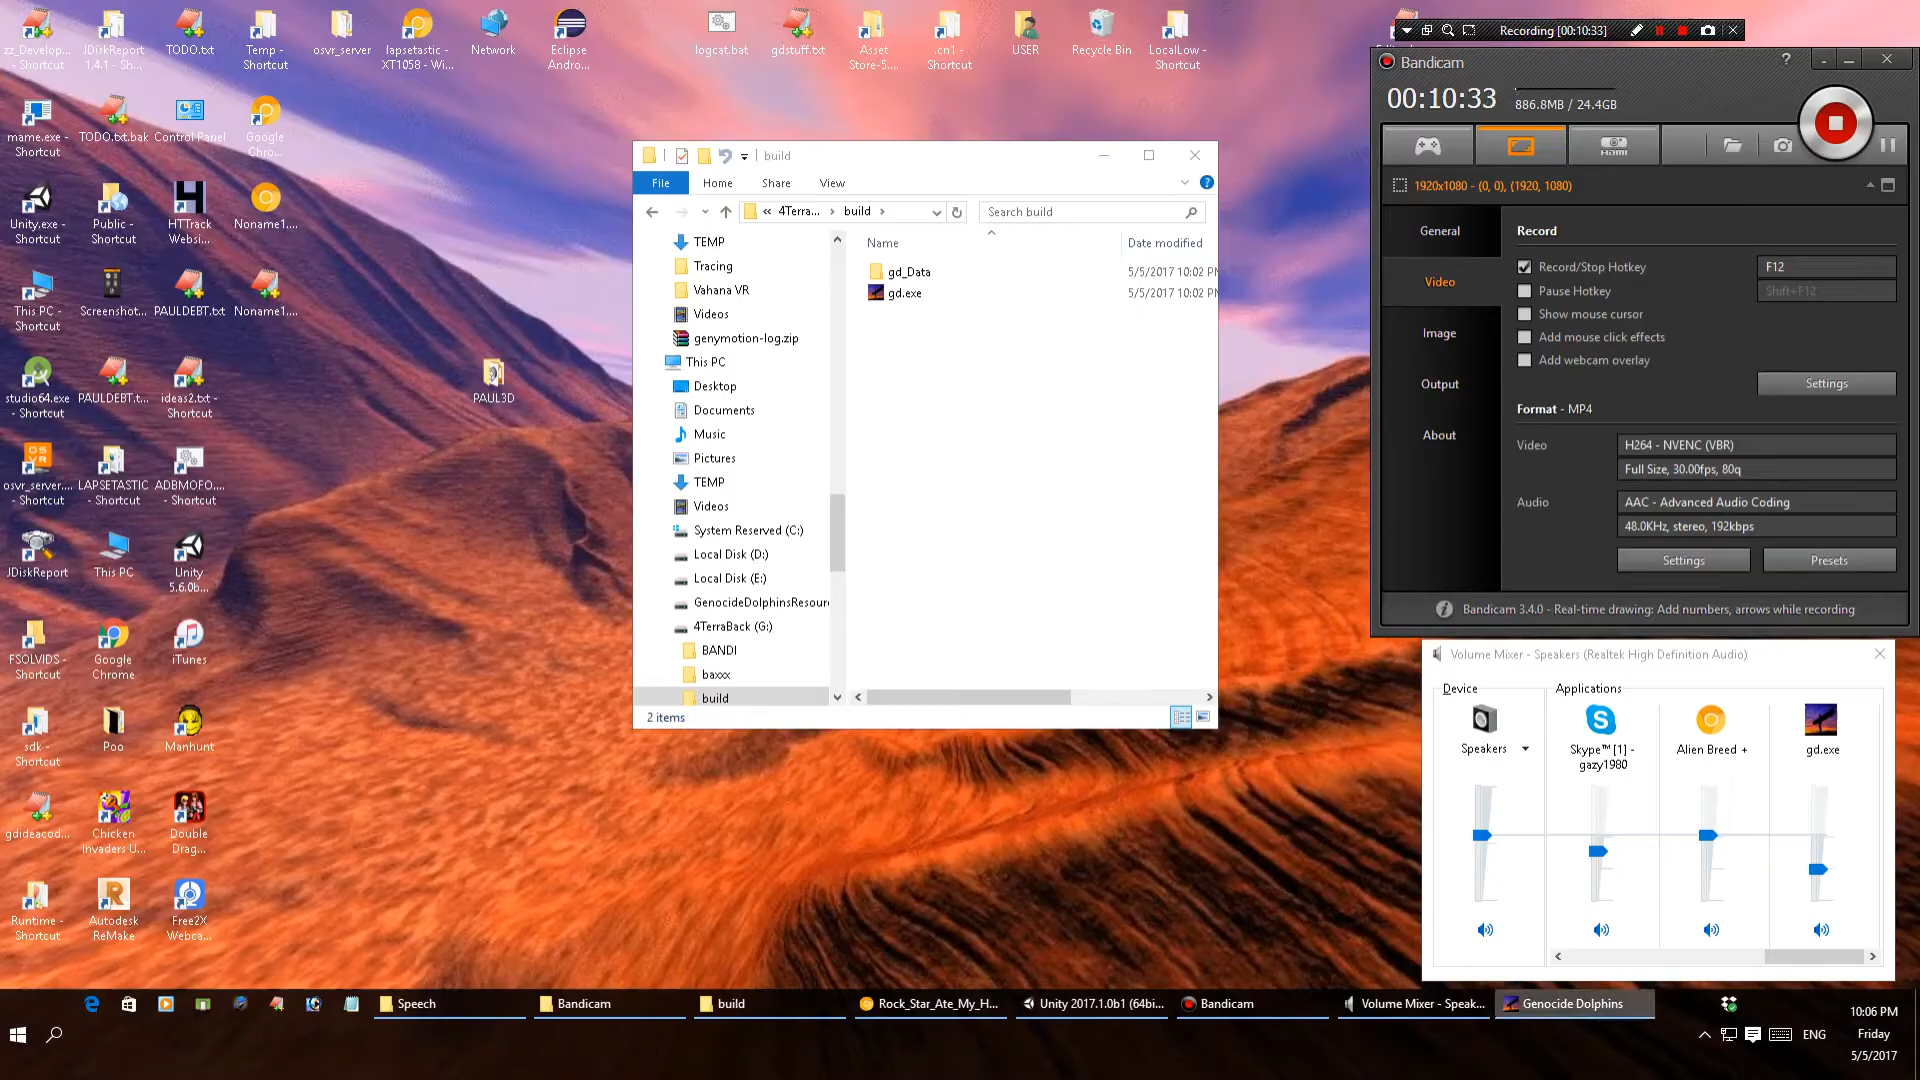 zz_Develop... - Shortcut
JDiskReport 1.4.1 - Sh...
TODO.txt
Temp - Shortcut
osvr_server
lapsetastic - XT1058 - Wi...
Network
Eclipse Andro...
logcat.bat
gdstuff.txt
Asset Store-5....
.cn1 - Shortcut
USER
Recycle Bin
LocalLow - Shortcut
mame.exe - Shortcut
TODO.txt.bak
Control Panel
Google Chro...
Unity.exe - Shortcut
Public - Shortcut
HTTrack Websi...
Noname1....
This PC - Shortcut
Screenshot...
PAULDEBT.txt
Noname1....
studio64.exe - Shortcut
PAULDEBT.t...
ideas2.txt - Shortcut
PAUL3D
osvr_server.... - Shortcut
LAPSETASTIC - Shortcut
ADBMOFO.... - Shortcut
JDiskReport
This PC
Unity 5.6.0b...
FSOLVIDS - Shortcut
Google Chrome
iTunes
sdk - Shortcut
Poo
Manhunt
gdideacod...
Chicken Invaders U...
Double Drag...
Runtime - Shortcut
Autodesk ReMake
Free2X Webca...
build
File
Home
Share
View
« 4Terra... › build ›
Search build
TEMP
Tracing
Vahana VR
Videos
genymotion-log.zip
This PC
Desktop
Documents
Music
Pictures
TEMP
Videos
System Reserved (C:)
Local Disk (D:)
Local Disk (E:)
GenocideDolphinsResour
4TerraBack (G:)
BANDI
baxxx
build
Name
Date modified
gd_Data
5/5/2017 10:02 PM
gd.exe
5/5/2017 10:02 PM
2 items
Recording [00:10:33]
Bandicam
?
00:10:33
886.8MB / 24.4GB
HDMI
1920x1080 - (0, 0), (1920, 1080)
General
Video
Image
Output
About
Record
Record/Stop Hotkey
F12
Pause Hotkey
Shift+F12
Show mouse cursor
Add mouse click effects
Add webcam overlay
Settings
Format - MP4
Video
H264 - NVENC (VBR)
Full Size, 30.00fps, 80q
Audio
AAC - Advanced Audio Coding
48.0KHz, stereo, 192kbps
Settings
Presets
Bandicam 3.4.0 - Real-time drawing: Add numbers, arrows while recording
Volume Mixer - Speakers (Realtek High Definition Audio)
Device
Applications
Speakers
Skype™ [1] - gazy1980
Alien Breed +
gd.exe
Speech
Bandicam
build
Rock_Star_Ate_My_H...
Unity 2017.1.0b1 (64bi...
Bandicam
Volume Mixer - Speak...
Genocide Dolphins
ENG
10:06 PM
Friday
5/5/2017